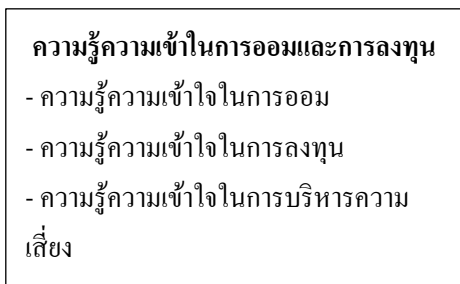 ความรู้ความเข้าในการออมและการลงทุน
- ความรู้ความเข้าใจในการออม
- ความรู้ความเข้าใจในการลงทุน
- ความรู้ความเข้าใจในการบริหารความ
เสี่ยง